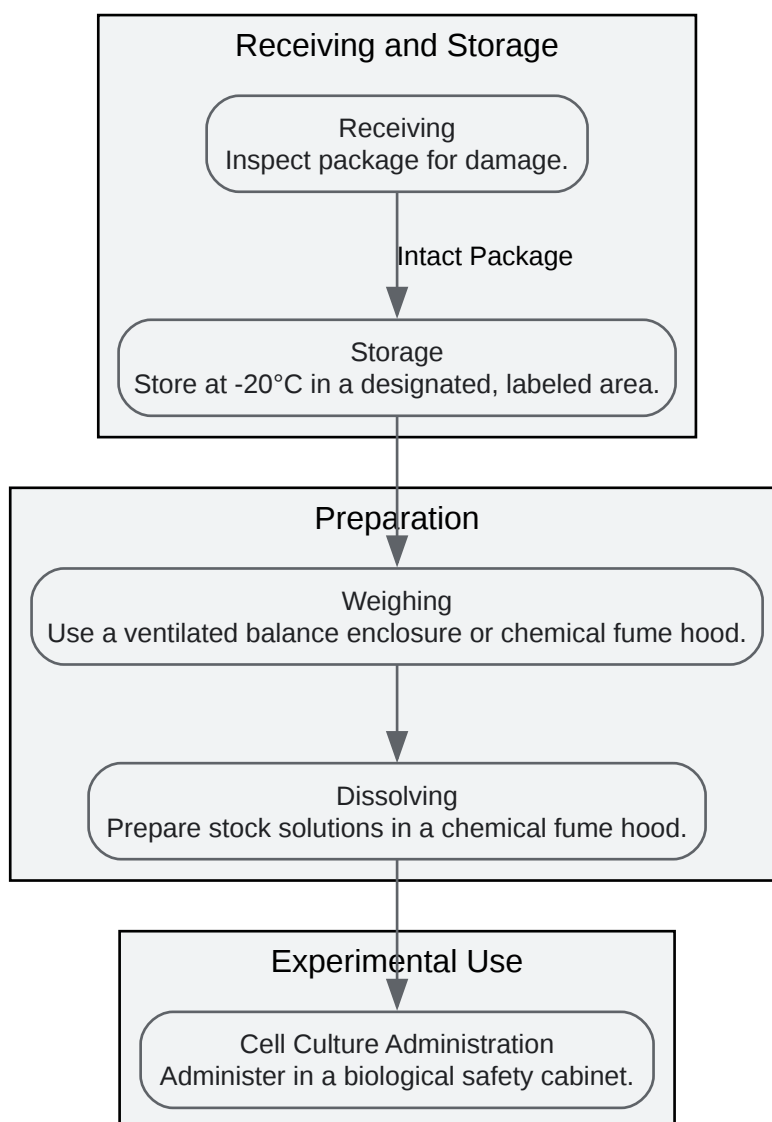 Receiving and Storage
Receiving
Inspect package for damage.
Intact Package
Storage
Store at -20°C in a designated, labeled area.
Preparation
Weighing
Use a ventilated balance enclosure or chemical fume hood.
Dissolving
Prepare stock solutions in a chemical fume hood.
Experimental Use
Cell Culture Administration
Administer in a biological safety cabinet.